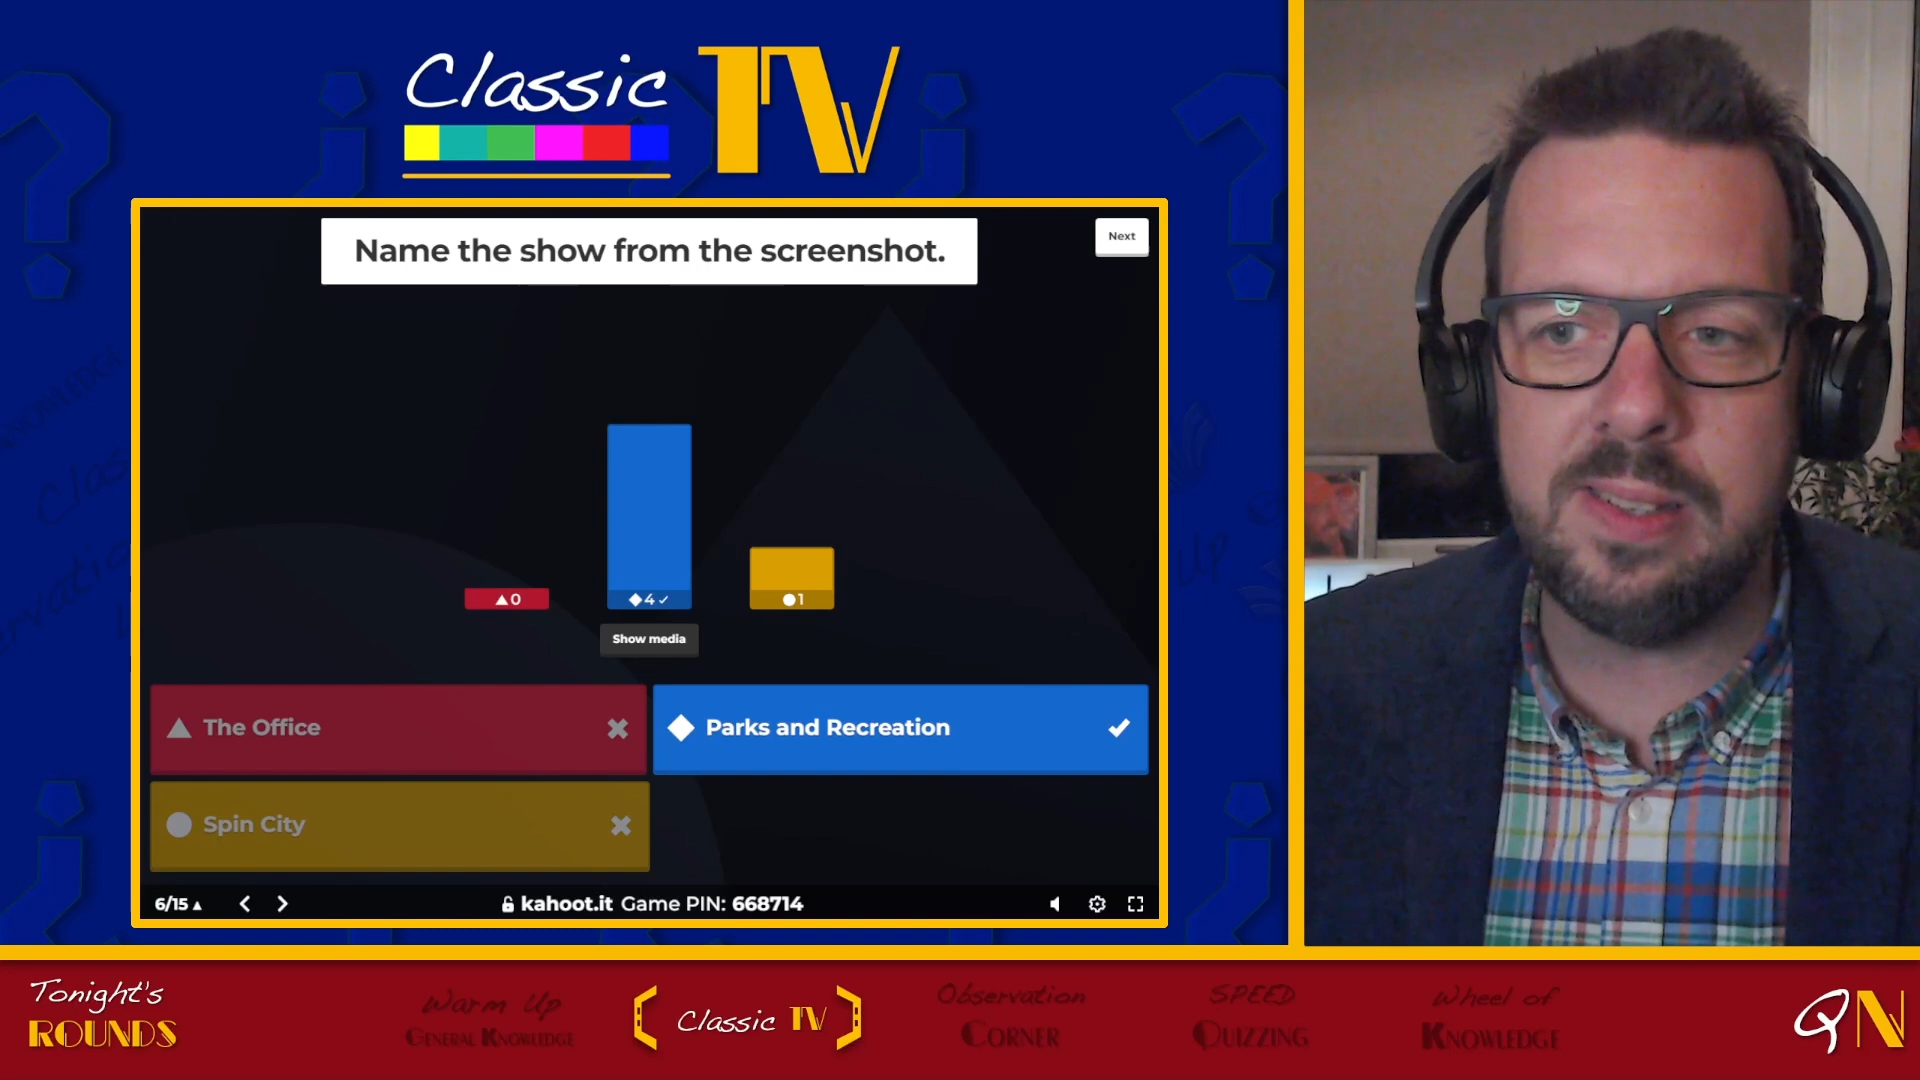 Classic TV
Name the show from the screenshot.
Next
0
4
1
Show media
The Office
Parks and Recreation
Spin City
6/15
kahoot.it Game PIN: 668714
Tonight's
ROUNDS
Warm Up
GENERAL KNOWLEDGE
Classic TV
Observation
CORNER
SPEED
QUIZZING
Wheel of
KNOWLEDGE
QN